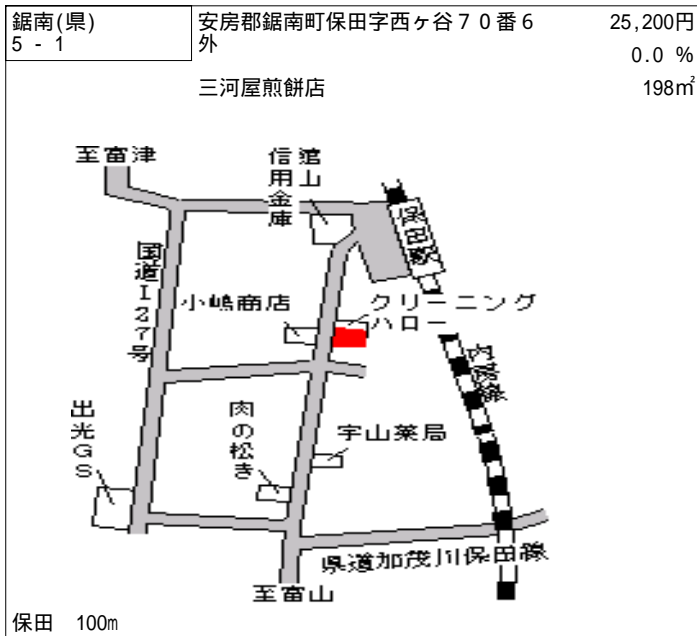 鋸南(県)
5 - 1
安房郡鋸南町保田字西ヶ谷７０番６
外
25,200円
0.0 %
三河屋煎餅店
198㎡
至富津
館山
信用金庫
保田駅
国道127号
小嶋商店
クリーニング
ハロー
内房線
出光GS
肉の松き
宇山薬局
県道加茂川保田線
至富山
保田 100m